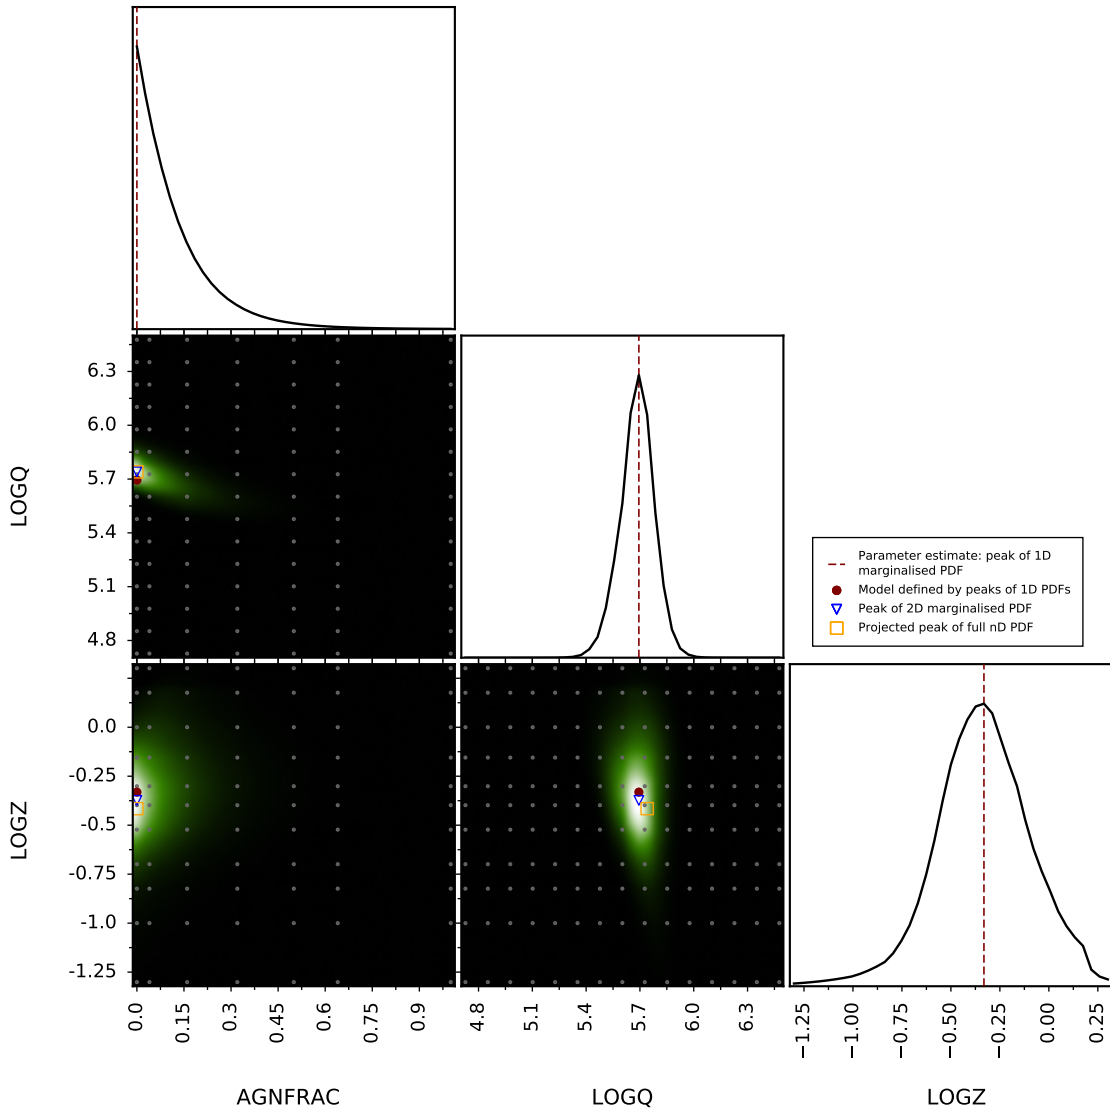 6.3
6.0
5.7
5.4
5.1
4.8
LOGQ
Parameter estimate: peak of 1D
marginalised PDF
Model defined by peaks of 1D PDFs
Peak of 2D marginalised PDF
Projected peak of full nD PDF
0.0
-0.25
-0.5
-0.75
-1.0
-1.25
LOGZ
0.0 0.15 0.3 0.45 0.6 0.75 0.9
4.8 5.1 5.4 5.7 6.0 6.3
−1.25 −1.00 −0.75 −0.50 −0.25 0.00 0.25
AGNFRAC LOGQ LOGZ